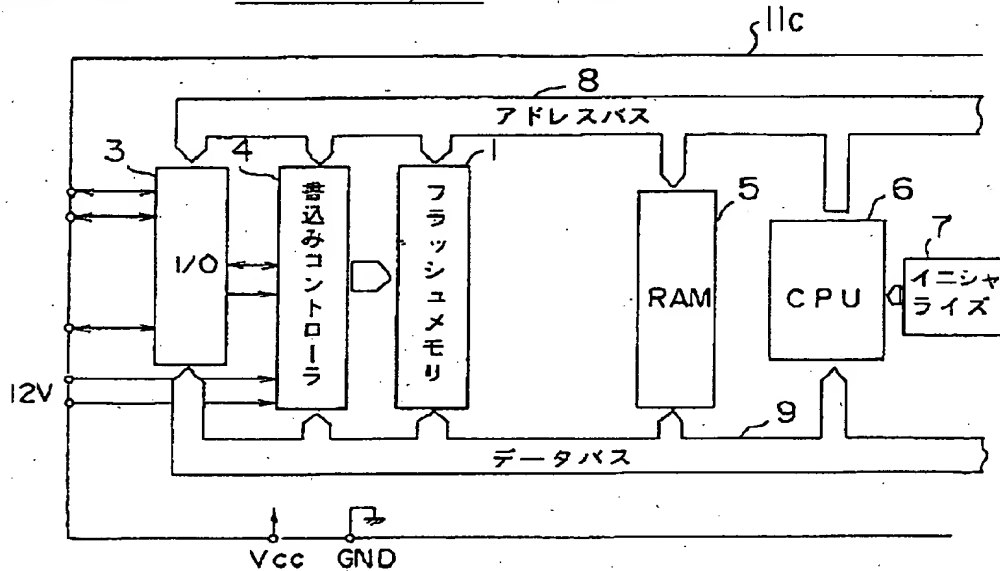 11c
8
アドレスバス
3
4
1
5
6
7
I/O
書込みコントローラ
フラッシュメモリ
RAM
CPU
イニシャ
ライズ
12V
9
データバス
Vcc
GND